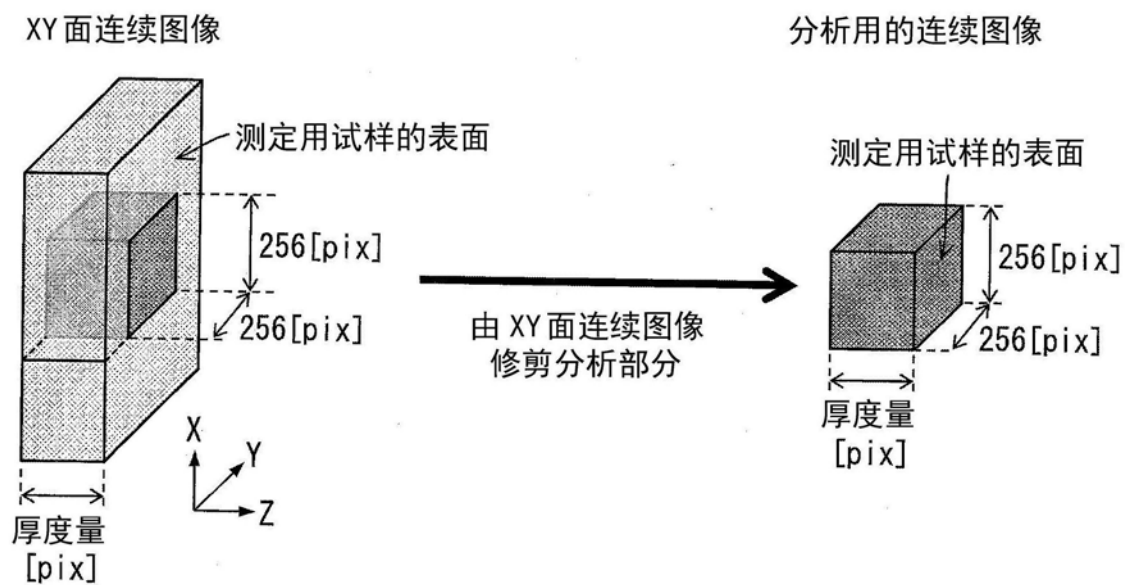 XY面连续图像
测定用试样的表面
256[pix]
256[pix]
X
Y
Z
厚度量
[pix]
由XY面连续图像
修剪分析部分
分析用的连续图像
测定用试样的表面
256[pix]
256[pix]
厚度量
[pix]